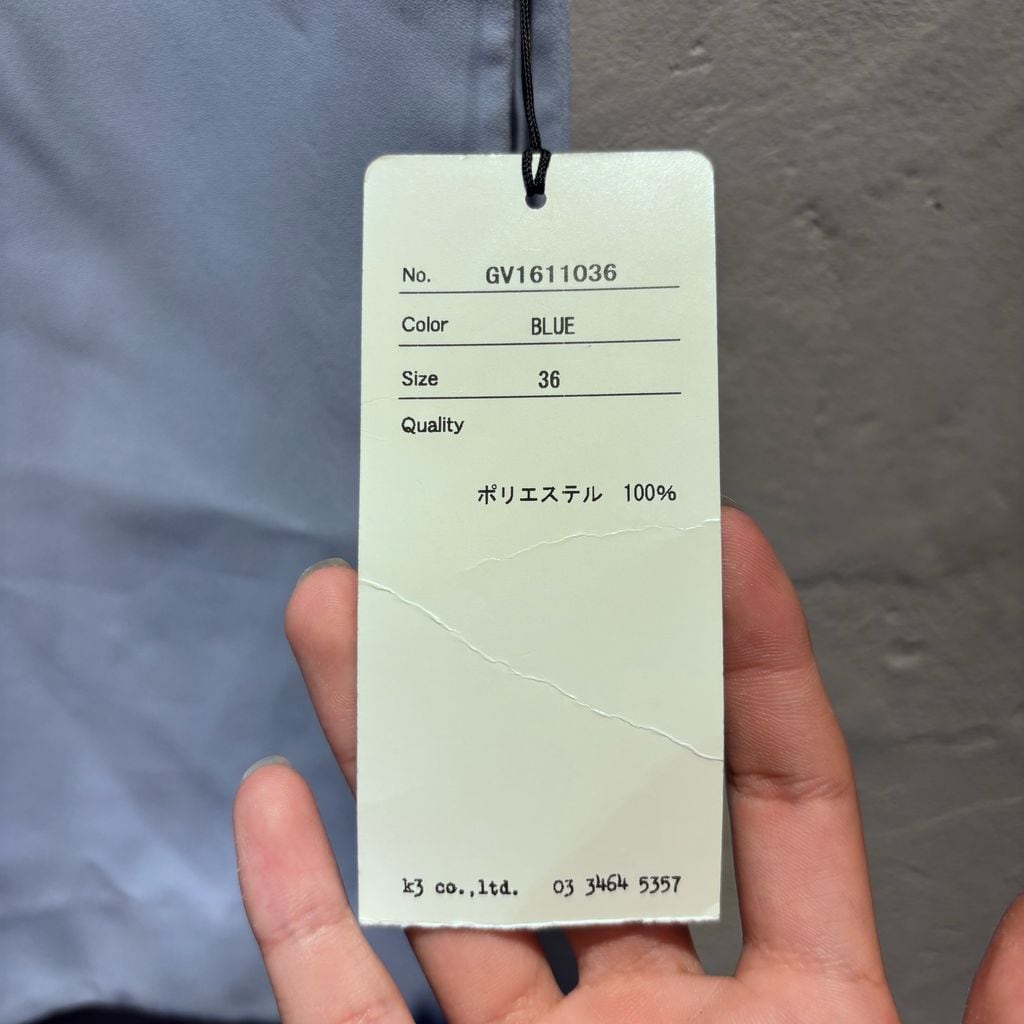 No. GV1611036
Color BLUE
Size 36
Quality
ポリエステル 100%
k3 co.,ltd. 03 3464 5357